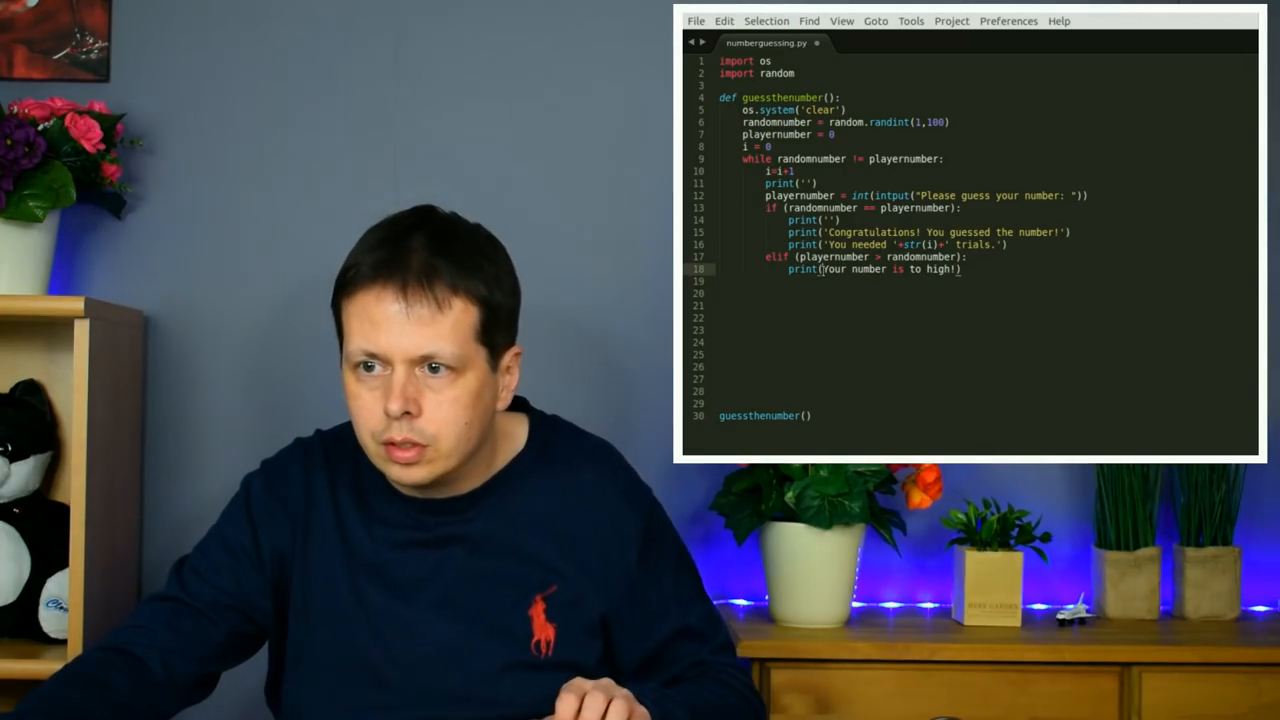 File Edit Selection Find View Goto Tools Project Preferences Help
numberguessing.py
1 import os
2 import random
3
4 def guessthenumber():
5 os.system('clear')
6 randomnumber = random.randint(1,100)
7 playernumber = 0
8 i = 0
9 while randomnumber != playernumber:
10 i=i+1
11 print('')
12 playernumber = int(intput("Please guess your number: "))
13 if (randomnumber == playernumber):
14 print('')
15 print('Congratulations! You guessed the number!')
16 print('You needed '+str(i)+' trials.')
17 elif (playernumber > randomnumber):
18 print(Your number is to high!)
19
20
21
22
23
24
25
26
27
28
29
30 guessthenumber()